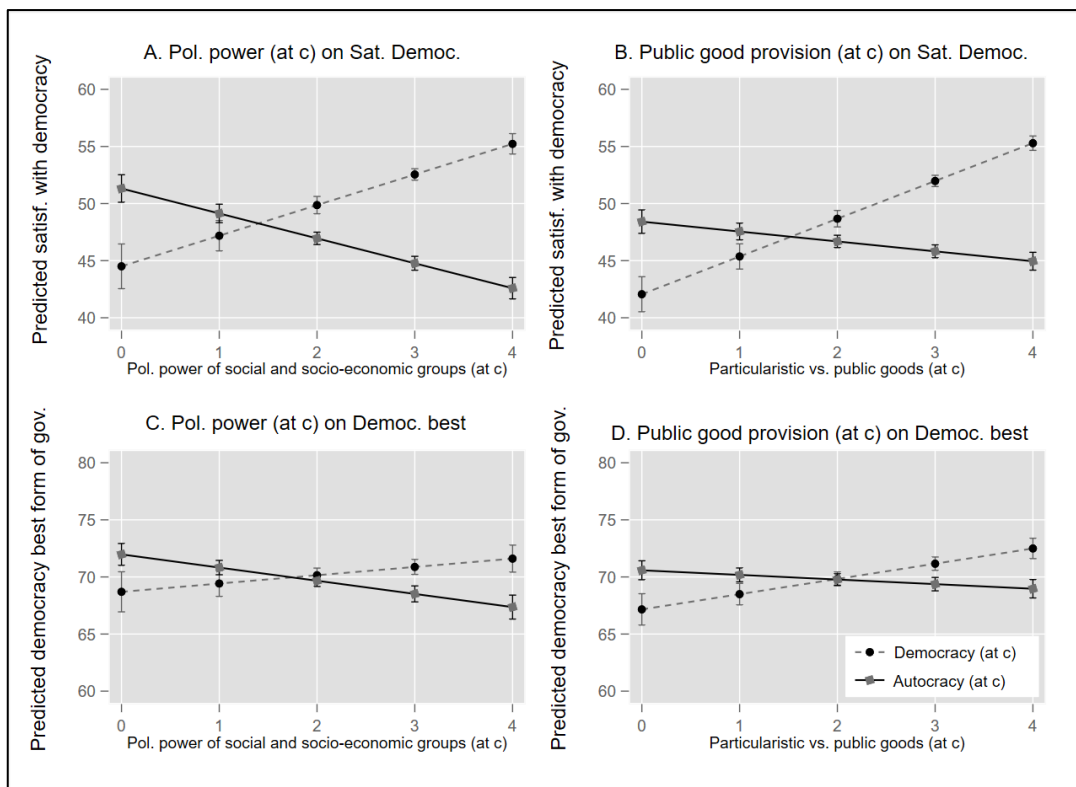 A. Pol. power (at c) on Sat. Democ.
Predicted satisf. with democracy
60
55
50
45
40
0 1 2 3 4
Pol. power of social and socio-economic groups (at c)
B. Public good provision (at c) on Sat. Democ.
Predicted satisf. with democracy
60
55
50
45
40
0 1 2 3 4
Particularistic vs. public goods (at c)
C. Pol. power (at c) on Democ. best
Predicted democracy best form of gov.
80
75
70
65
60
0 1 2 3 4
Pol. power of social and socio-economic groups (at c)
D. Public good provision (at c) on Democ. best
Predicted democracy best form of gov.
80
75
70
65
60
Democracy (at c)
Autocracy (at c)
0 1 2 3 4
Particularistic vs. public goods (at c)